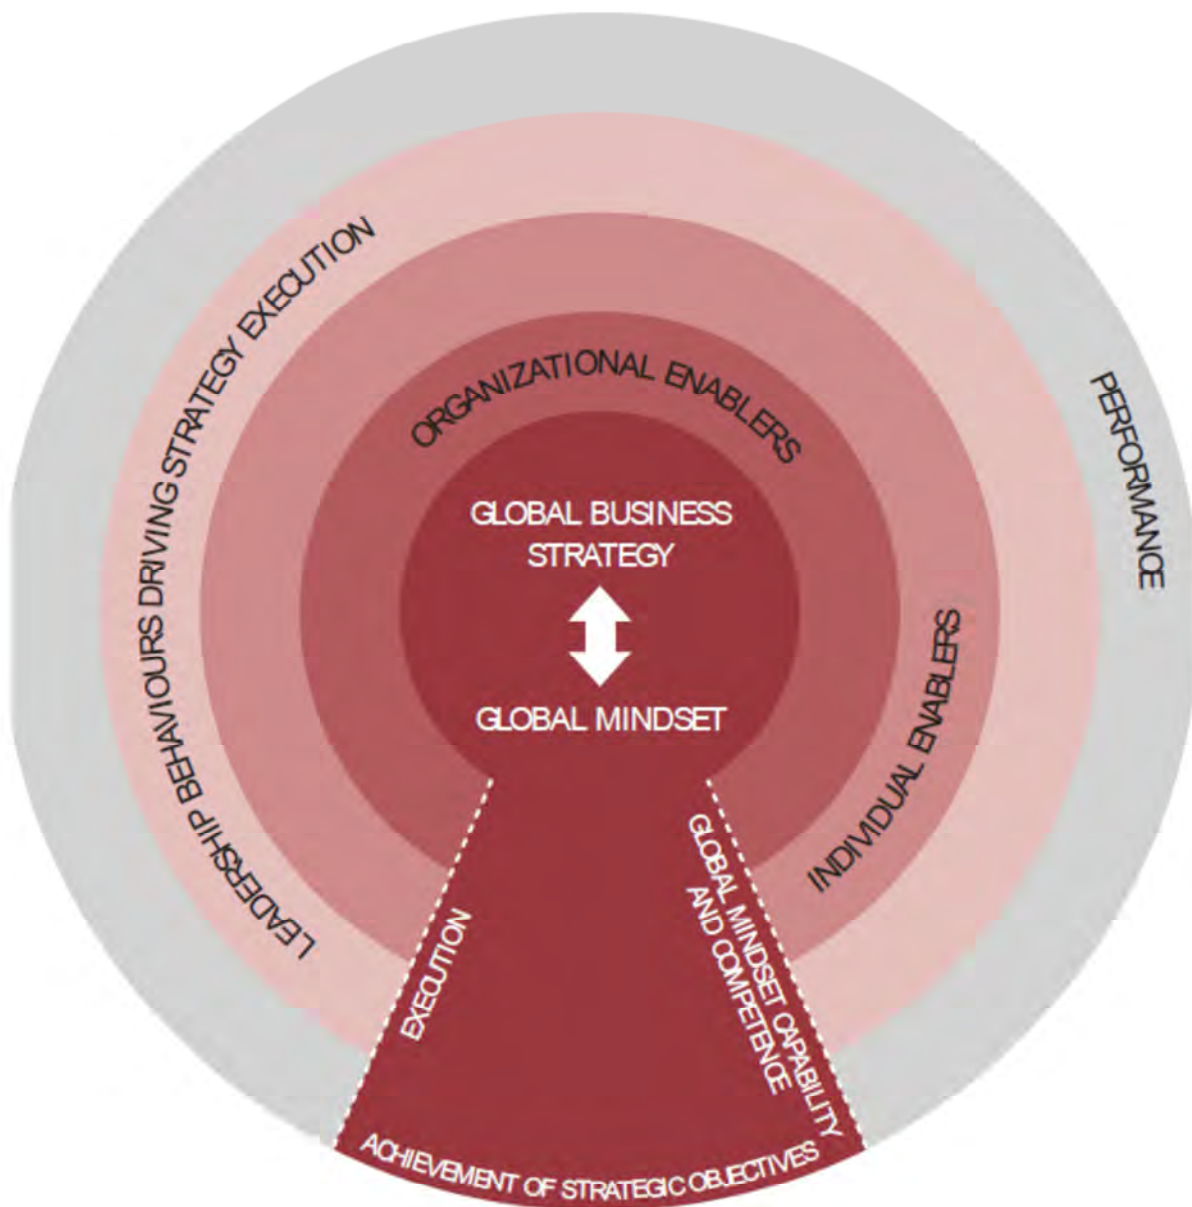 LEADERSHIP BEHAVIOURS DRIVING STRATEGY EXECUTION
ORGANIZATIONAL ENABLERS
PERFORMANCE
GLOBAL BUSINESS
STRATEGY
GLOBAL MINDSET
INDIVIDUAL ENABLERS
EXECUTION
GLOBAL MINDSET CAPABILITY
AND COMPETENCE
ACHIEVEMENT OF STRATEGIC OBJECTIVES